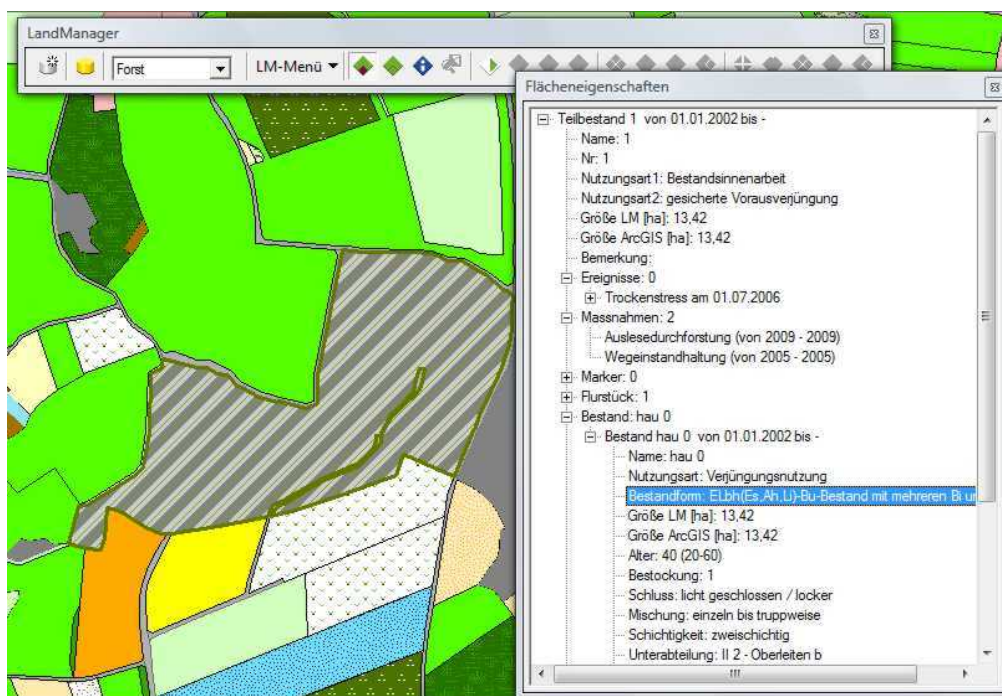 LandManager
Forst
LM-Menü
Flächeneigenschaften
Teilbestand 1 von 01.01.2002 bis -
Name: 1
Nr: 1
Nutzungsart1: Bestandsinnenarbeit
Nutzungsart2: gesicherte Vorausverjüngung
Größe LM [ha]: 13,42
Größe ArcGIS [ha]: 13,42
Bemerkung:
Ereignisse: 0
Trockenstress am 01.07.2006
Massnahmen: 2
Auslesedurchforstung (von 2009 - 2009)
Wegeinstandhaltung (von 2005 - 2005)
Marker: 0
Flurstück: 1
Bestand: hau 0
Bestand hau 0 von 01.01.2002 bis -
Name: hau 0
Nutzungsart: Verjüngungsnutzung
Bestandform: ELbh(Es,Ah,Li)-Bu-Bestand mit mehreren Bi
Größe LM [ha]: 13,42
Größe ArcGIS [ha]: 13,42
Alter: 40 (20-60)
Bestockung: 1
Schluss: licht geschlossen / locker
Mischung: einzeln bis truppweise
Schichtigkeit: zweischichtig
Unterabteilung: II 2 - Oberleiten b